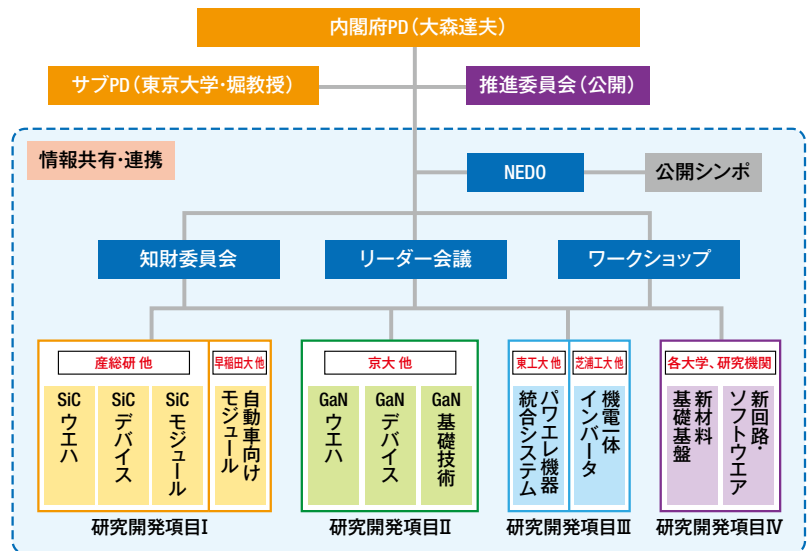 内閣府PD（大森達夫）
サブPD（東京大学・堀教授）
推進委員会（公開）
情報共有・連携
NEDO
公開シンポ
知財委員会
リーダー会議
ワークショップ
産総研 他
SiC
ウエハ
SiC
デバイス
SiC
モジュール
早稲田大 他
自動車向け
モジュール
研究開発項目Ⅰ
京大 他
GaN
ウエハ
GaN
デバイス
GaN
基礎技術
研究開発項目Ⅱ
東工大 他
パワエレ機器
統合システム
芝浦工大 他
機電一体
インバータ
研究開発項目Ⅲ
各大学、研究機関
新材料
基礎基盤
新回路・
ソフトウエア
研究開発項目Ⅳ